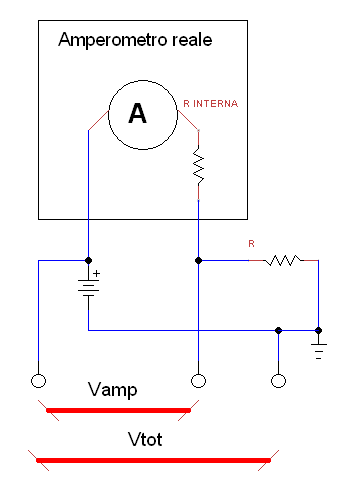 Amperometro reale
A
R INTERNA
R
+
Vamp
Vtot